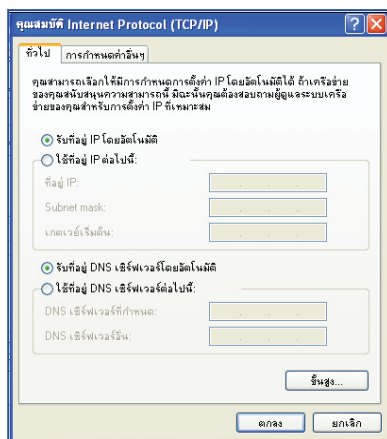 คุณสมบัติ Internet Protocol (TCP/IP)
ทั่วไป การกำหนดค่าอื่นๆ
คุณสามารถเลือกให้มีการกำหนดการตั้งค่า IP โดยอัตโนมัติได้ ถ้าเครือข่าย
ของคุณสนับสนุนความสามารถนี้ มิฉะนั้นคุณต้องสอบถามผู้ดูแลระบบเครือ
ข่ายของคุณสำหรับการตั้งค่า IP ที่เหมาะสม
รับที่อยู่ IP โดยอัตโนมัติ
ใช้ที่อยู่ IP ต่อไปนี้:
ที่อยู่ IP:
Subnet mask:
เกตเวย์เริ่มต้น:
รับที่อยู่ DNS เซิร์ฟเวอร์โดยอัตโนมัติ
ใช้ที่อยู่ DNS เซิร์ฟเวอร์ต่อไปนี้:
DNS เซิร์ฟเวอร์ที่กำหนด:
DNS เซิร์ฟเวอร์อื่น:
ขั้นสูง...
ตกลง ยกเลิก